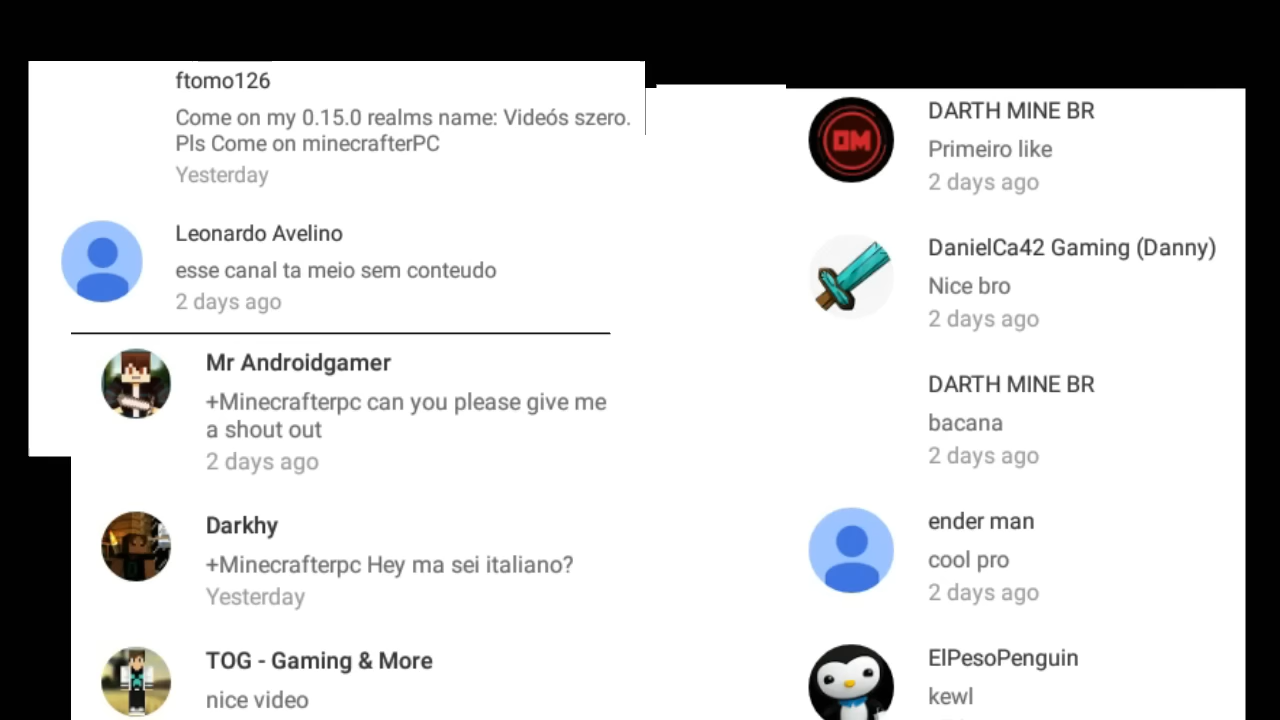 ftomo126
Come on my 0.15.0 realms name: Videós szero.
Pls Come on minecrafterPC
Yesterday
Leonardo Avelino
esse canal ta meio sem conteudo
2 days ago
Mr Androidgamer
+Minecrafterpc can you please give me
a shout out
2 days ago
Darkhy
+Minecrafterpc Hey ma sei italiano?
Yesterday
TOG - Gaming & More
nice video
DM
DARTH MINE BR
Primeiro like
2 days ago
DanielCa42 Gaming (Danny)
Nice bro
2 days ago
DARTH MINE BR
bacana
2 days ago
ender man
cool pro
2 days ago
ElPesoPenguin
kewl